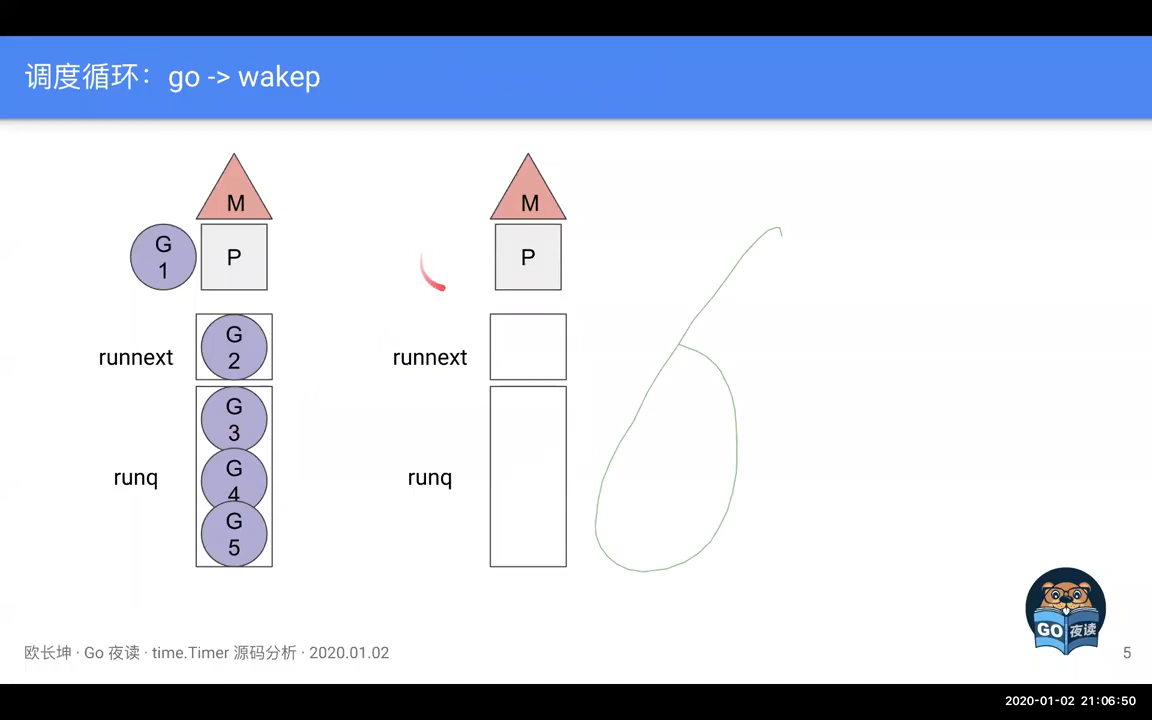 调度循环：go -> wakep
M
M
G
1
P
P
runnext
G
2
runnext
G
3
runq
G
4
runq
G
5
GO 夜读
欧长坤 · Go 夜读 · time.Timer 源码分析 · 2020.01.02
5
2020-01-02 21:06:50